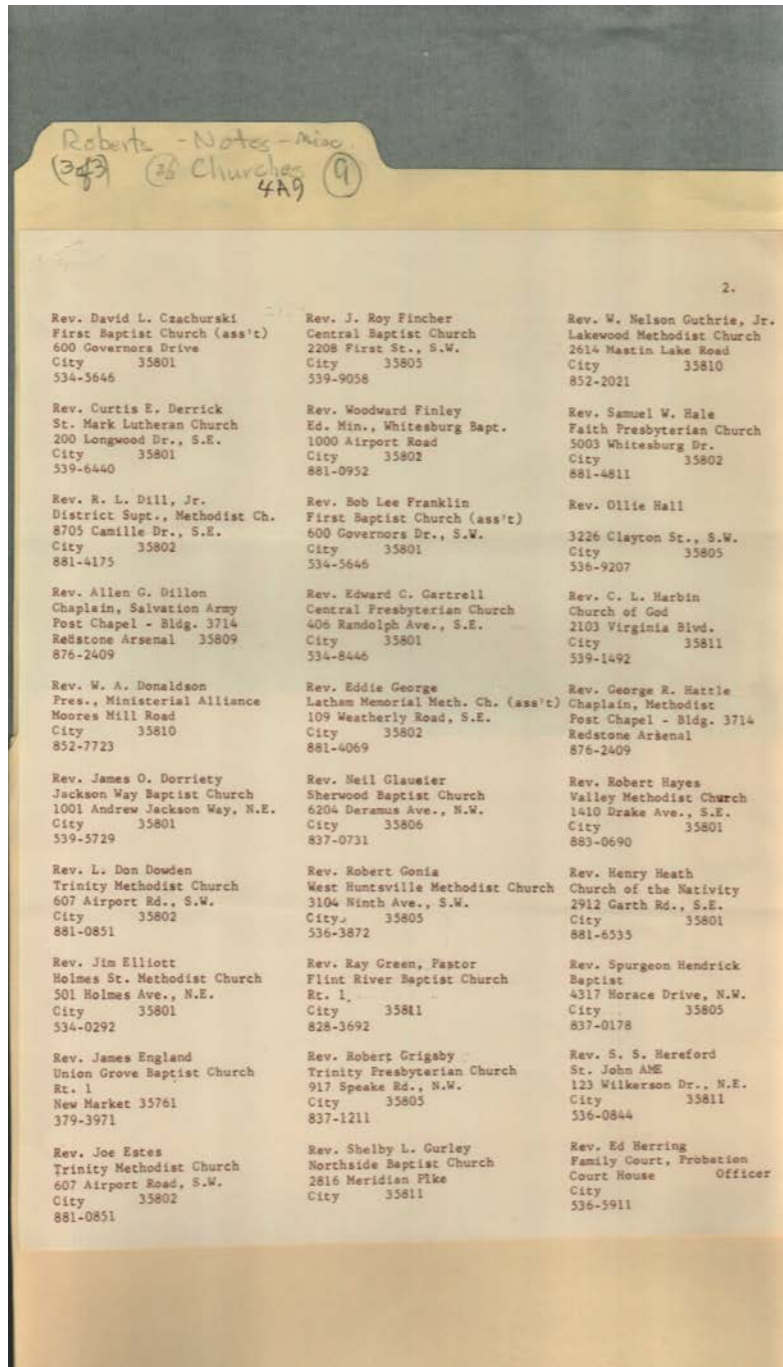 Roberts - Notes - Misc.
(3 of 3) Churches 9
4A9
2.
Rev. David L. Czachurski
First Baptist Church (ass't)
600 Governors Drive
City 35801
534-5646
Rev. Curtis E. Derrick
St. Mark Lutheran Church
200 Longwood Dr., S.E.
City 35801
539-6440
Rev. R. L. Dill, Jr.
District Supt., Methodist Ch.
8705 Camille Dr., S.E.
City 35802
881-4175
Rev. Allen G. Dillon
Chaplain, Salvation Army
Post Chapel - Bldg. 3714
Redstone Arsenal 35809
876-2409
Rev. W. A. Donaldson
Pres., Ministerial Alliance
Moores Mill Road
City 35810
852-7723
Rev. James O. Dorriety
Jackson Way Baptist Church
1001 Andrew Jackson Way, N.E.
City 35801
539-5729
Rev. L. Don Dowden
Trinity Methodist Church
607 Airport Rd., S.W.
City 35802
881-0851
Rev. Jim Elliott
Holmes St. Methodist Church
501 Holmes Ave., N.E.
City 35801
534-0292
Rev. James England
Union Grove Baptist Church
Rt. 1
New Market 35761
379-3971
Rev. Joe Estes
Trinity Methodist Church
607 Airport Road, S.W.
City 35802
881-0851
Rev. J. Roy Fincher
Central Baptist Church
2208 First St., S.W.
City 35805
539-9058
Rev. Woodward Finley
Ed. Min., Whitesburg Bapt.
1000 Airport Road
City 35802
881-0952
Rev. Bob Lee Franklin
First Baptist Church (ass't)
600 Governors Dr., S.W.
City 35801
534-5646
Rev. Edward C. Gartrell
Central Presbyterian Church
406 Randolph Ave., S.E.
City 35801
534-8446
Rev. Eddie George
Latham Memorial Meth. Ch. (ass't)
109 Weatherly Road, S.E.
City 35802
881-4069
Rev. Neil Glausier
Sherwood Baptist Church
6204 Deramus Ave., N.W.
City 35806
837-0731
Rev. Robert Gonia
West Huntsville Methodist Church
3104 Ninth Ave., S.W.
City 35805
536-3872
Rev. Ray Green, Pastor
Flint River Baptist Church
Rt. 1
City 35811
828-3692
Rev. Robert Grigsby
Trinity Presbyterian Church
917 Speake Rd., N.W.
City 35805
837-1211
Rev. Shelby L. Gurley
Northside Baptist Church
2816 Meridian Pike
City 35811
Rev. W. Nelson Guthrie, Jr.
Lakewood Methodist Church
2614 Mastin Lake Road
City 35810
852-2021
Rev. Samuel W. Hale
Faith Presbyterian Church
5003 Whitesburg Dr.
City 35802
881-4811
Rev. Ollie Hall
3226 Clayton St., S.W.
City 35805
536-9207
Rev. C. L. Harbin
Church of God
2103 Virginia Blvd.
City 35811
539-1492
Rev. George R. Hattle
Chaplain, Methodist
Post Chapel - Bldg. 3714
Redstone Arsenal
876-2409
Rev. Robert Hayes
Valley Methodist Church
1410 Drake Ave., S.E.
City 35801
883-0690
Rev. Henry Heath
Church of the Nativity
2912 Garth Rd., S.E.
City 35801
881-6535
Rev. Spurgeon Hendrick
Baptist
4317 Horace Drive, N.W.
City 35805
837-0178
Rev. S. S. Hereford
St. John AME
123 Wilkerson Dr., N.E.
City 35811
536-0844
Rev. Ed Herring
Family Court, Probation
Court House Officer
City
536-5911